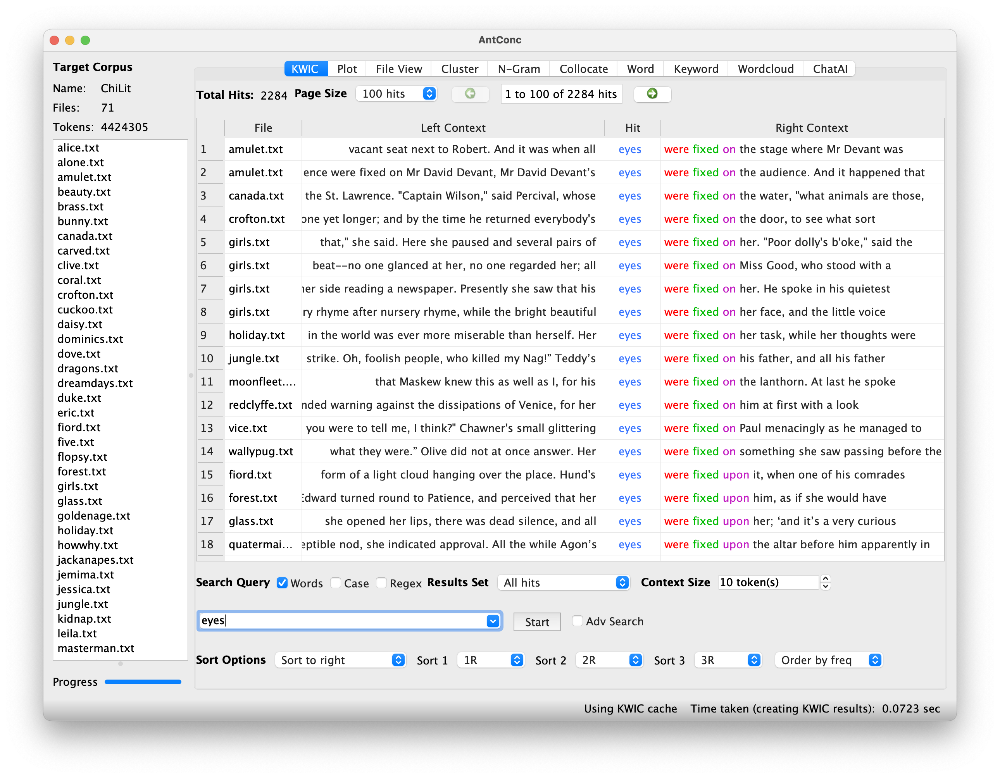 AntConc
Target Corpus
Name: ChiLit
Files: 71
Tokens: 4424305
alice.txt
alone.txt
amulet.txt
beauty.txt
brass.txt
bunny.txt
canada.txt
carved.txt
clive.txt
coral.txt
crofton.txt
cuckoo.txt
daisy.txt
dominics.txt
dove.txt
dragons.txt
dreamdays.txt
duke.txt
eric.txt
fiord.txt
five.txt
flopsy.txt
forest.txt
girls.txt
glass.txt
goldenage.txt
holiday.txt
howwhy.txt
jackanapes.txt
jemima.txt
jessica.txt
jungle.txt
kidnap.txt
leila.txt
masterman.txt
Progress
KWIC Plot File View Cluster N-Gram Collocate Word Keyword Wordcloud ChatAI
Total Hits: 2284 Page Size 100 hits 1 to 100 of 2284 hits
File Left Context Hit Right Context
1 amulet.txt vacant seat next to Robert. And it was when all eyes were fixed on the stage where Mr Devant was
2 amulet.txt ence were fixed on Mr David Devant, Mr David Devant’s eyes were fixed on the audience. And it happened that
3 canada.txt the St. Lawrence. "Captain Wilson," said Percival, whose eyes were fixed on the water, "what animals are those,
4 crofton.txt one yet longer; and by the time he returned everybody's eyes were fixed on the door, to see what sort
5 girls.txt that," she said. Here she paused and several pairs of eyes were fixed on her. "Poor dolly's b'oke," said the
6 girls.txt beat--no one glanced at her, no one regarded her; all eyes were fixed on Miss Good, who stood with a
7 girls.txt her side reading a newspaper. Presently she saw that his eyes were fixed on her. He spoke in his quietest
8 girls.txt ry rhyme after nursery rhyme, while the bright beautiful eyes were fixed on her face, and the little voice
9 holiday.txt in the world was ever more miserable than herself. Her eyes were fixed on her task, while her thoughts were
10 jungle.txt strike. Oh, foolish people, who killed my Nag!” Teddy’s eyes were fixed on his father, and all his father
11 moonfleet.... that Maskew knew this as well as I, for his eyes were fixed on the lanthorn. At last he spoke
12 redclyffe.txt nded warning against the dissipations of Venice, for her eyes were fixed on him at first with a look
13 vice.txt you were to tell me, I think?" Chawner's small glittering eyes were fixed on Paul menacingly as he managed to
14 wallypug.txt what they were.” Olive did not at once answer. Her eyes were fixed on something she saw passing before the
15 fiord.txt form of a light cloud hanging over the place. Hund's eyes were fixed upon it, when one of his comrades
16 forest.txt Edward turned round to Patience, and perceived that her eyes were fixed upon him, as if she would have
17 glass.txt she opened her lips, there was dead silence, and all eyes were fixed upon her; ‘and it’s a very curious
18 quatermai... eptible nod, she indicated approval. All the while Agon’s eyes were fixed upon the altar before him apparently in
Search Query Words Case Regex Results Set All hits Context Size 10 token(s)
eyes Start Adv Search
Sort Options Sort to right Sort 1 1R Sort 2 2R Sort 3 3R Order by freq
Using KWIC cache Time taken (creating KWIC results): 0.0723 sec